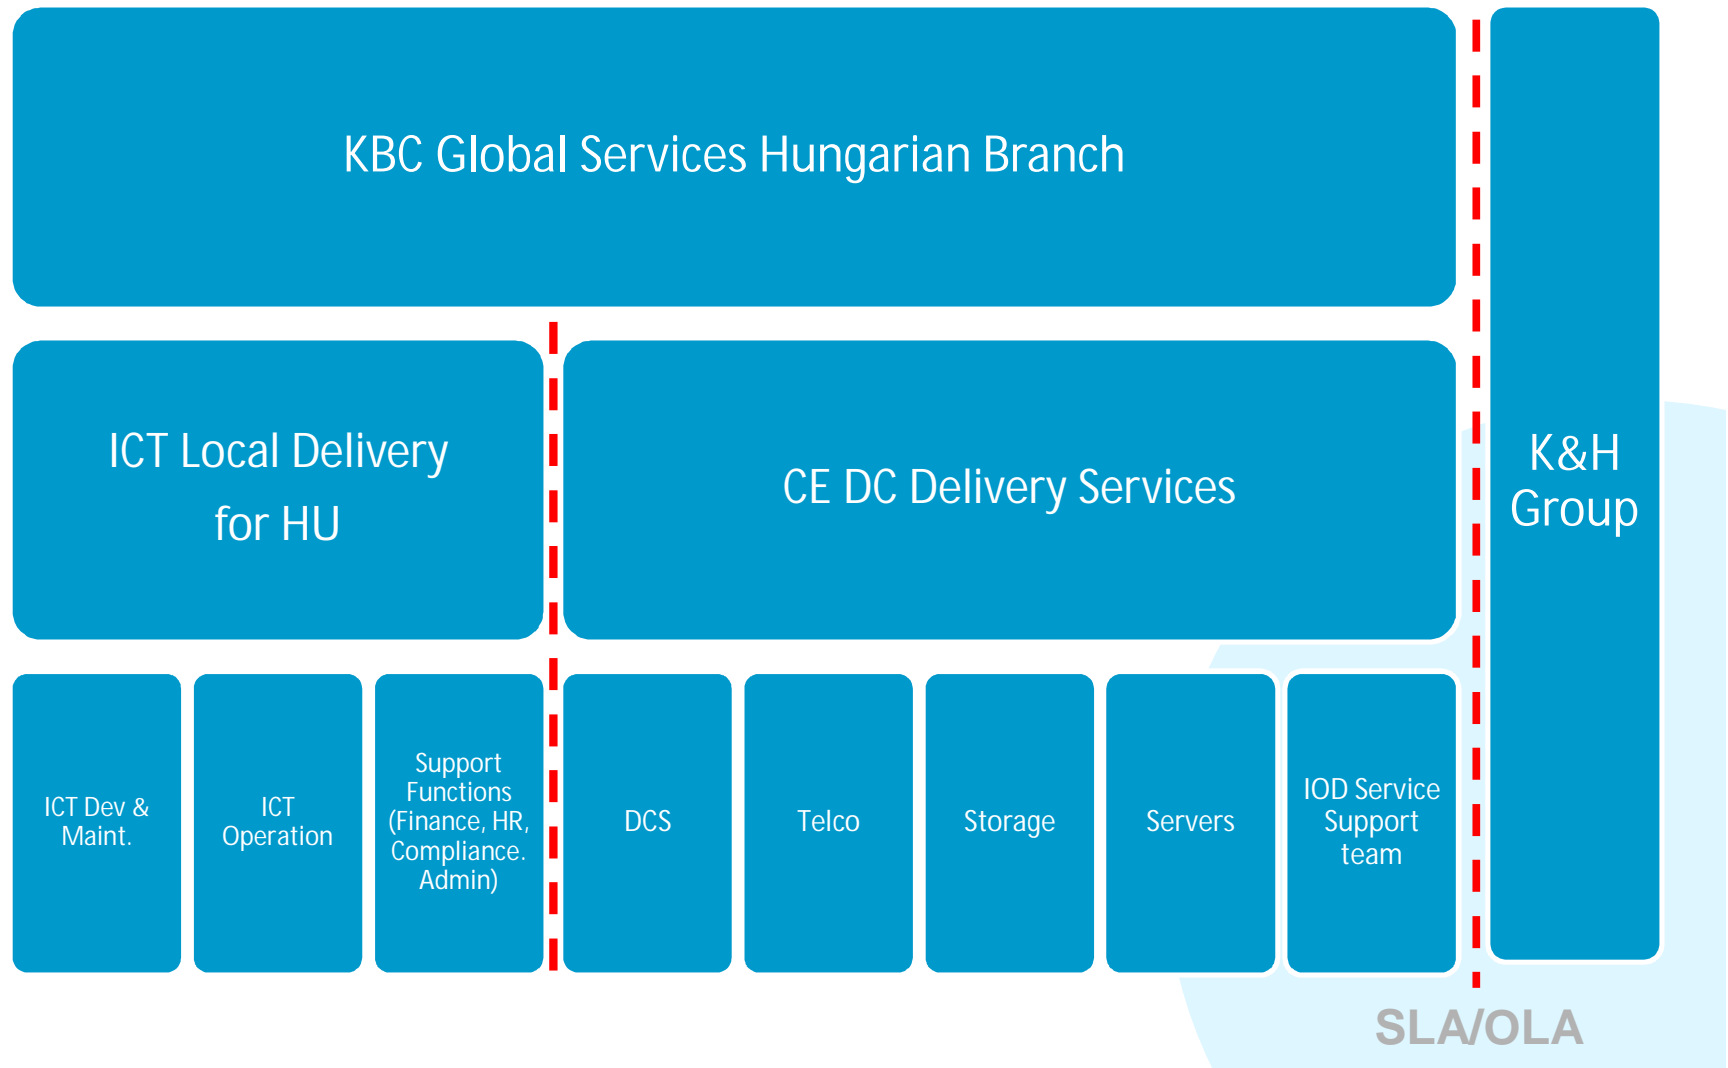 KBC Global Services Hungarian Branch
ICT Local Delivery
for HU
CE DC Delivery Services
K&H
Group
ICT Dev &
Maint.
ICT
Operation
Support
Functions
(Finance, HR,
Compliance.
Admin)
DCS
Telco
Storage
Servers
IOD Service
Support
team
SLA/OLA